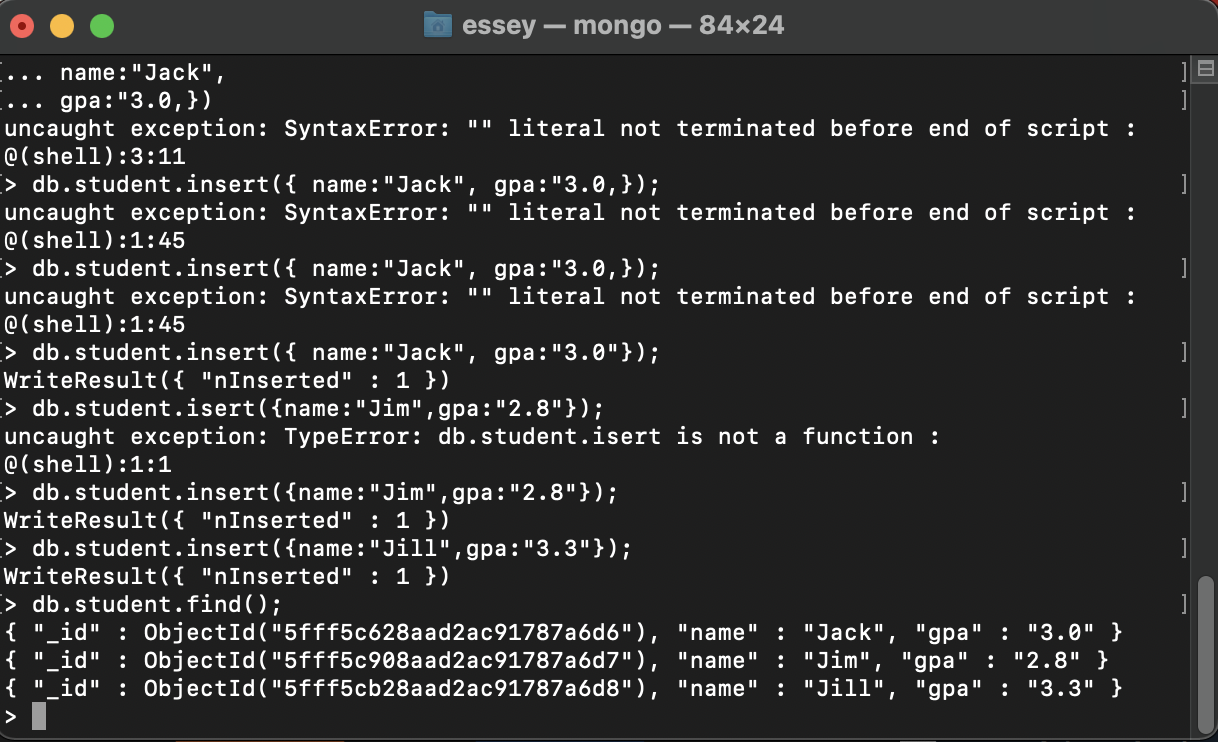 essey — mongo — 84×24
[... name:"Jack", ]
[... gpa:"3.0,}) ]
uncaught exception: SyntaxError: "" literal not terminated before end of script :
@(shell):3:11
[> db.student.insert({ name:"Jack", gpa:"3.0,}); ]
uncaught exception: SyntaxError: "" literal not terminated before end of script :
@(shell):1:45
[> db.student.insert({ name:"Jack", gpa:"3.0,}); ]
uncaught exception: SyntaxError: "" literal not terminated before end of script :
@(shell):1:45
[> db.student.insert({ name:"Jack", gpa:"3.0"}); ]
WriteResult({ "nInserted" : 1 })
[> db.student.isert({name:"Jim",gpa:"2.8"}); ]
uncaught exception: TypeError: db.student.isert is not a function :
@(shell):1:1
[> db.student.insert({name:"Jim",gpa:"2.8"}); ]
WriteResult({ "nInserted" : 1 })
[> db.student.insert({name:"Jill",gpa:"3.3"}); ]
WriteResult({ "nInserted" : 1 })
[> db.student.find(); ]
{ "_id" : ObjectId("5fff5c628aad2ac91787a6d6"), "name" : "Jack", "gpa" : "3.0" }
{ "_id" : ObjectId("5fff5c908aad2ac91787a6d7"), "name" : "Jim", "gpa" : "2.8" }
{ "_id" : ObjectId("5fff5cb28aad2ac91787a6d8"), "name" : "Jill", "gpa" : "3.3" }
>